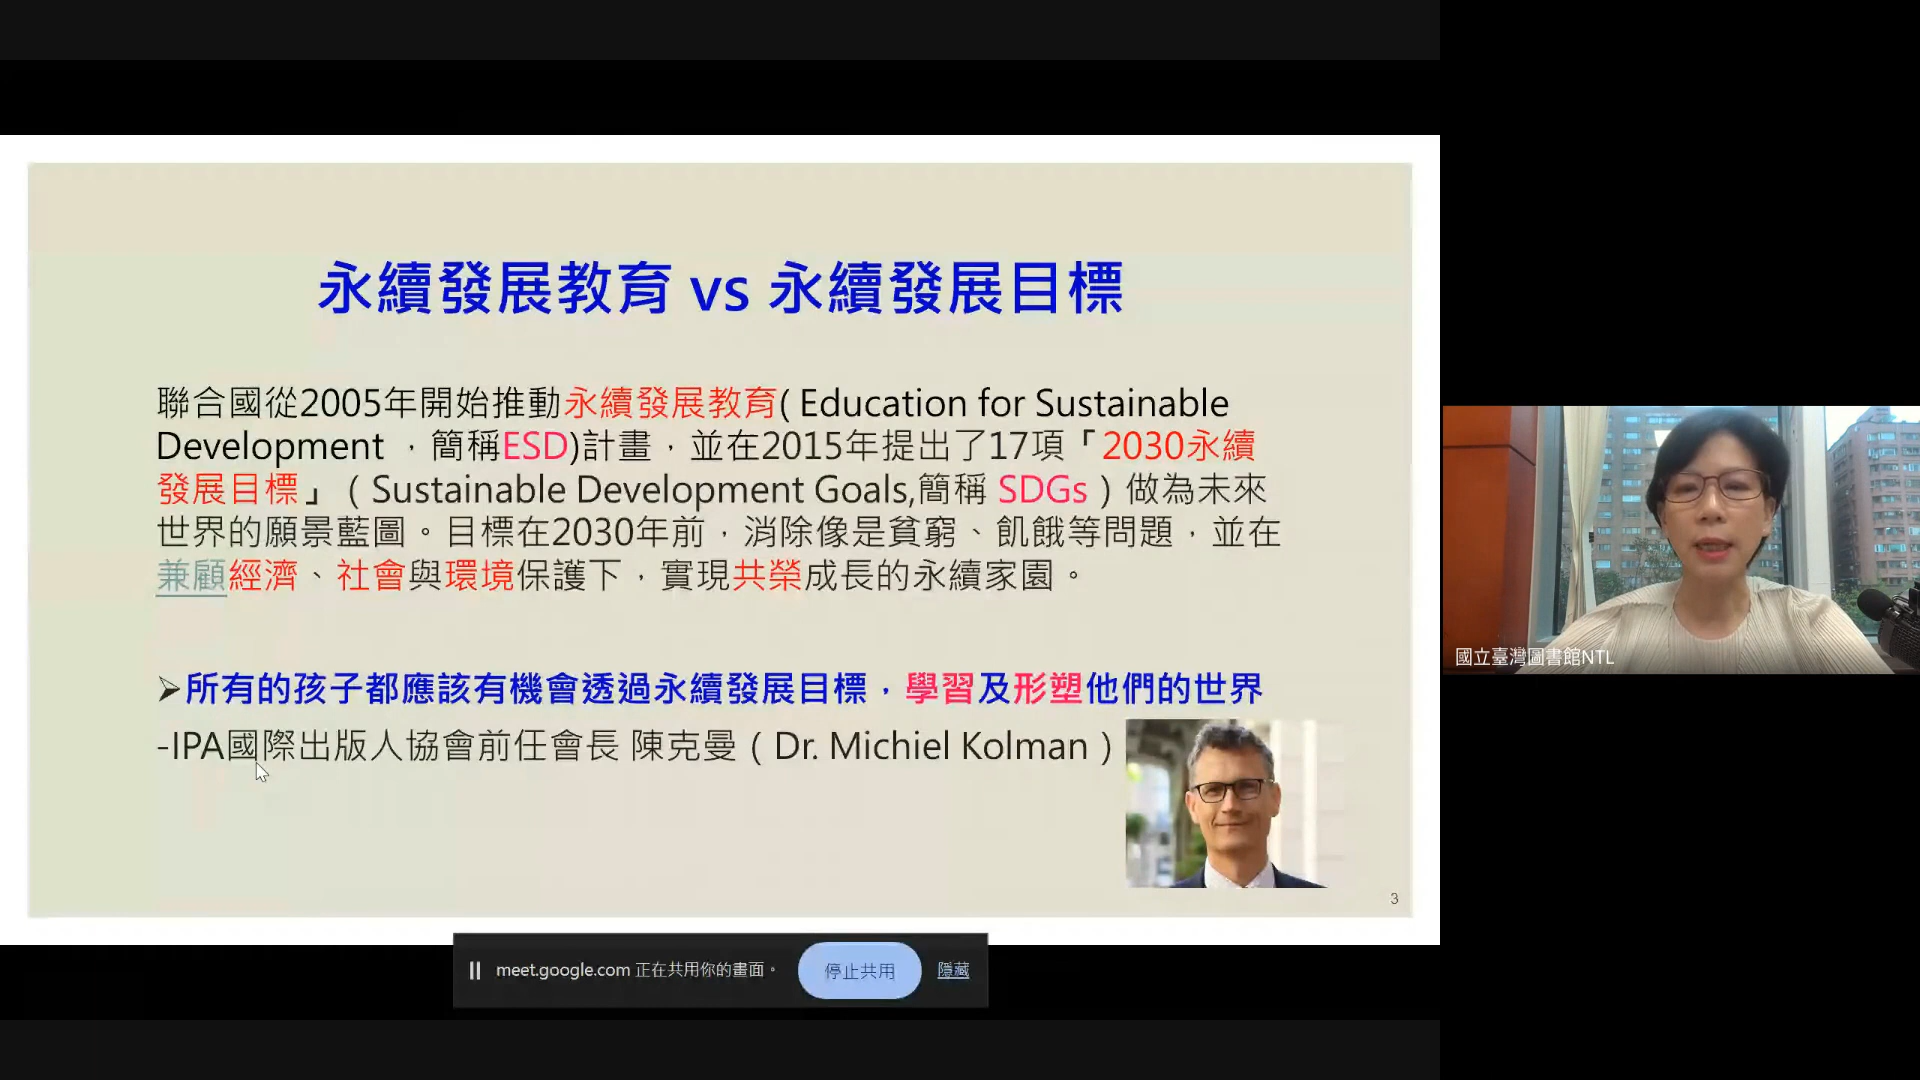 永續發展教育 vs 永續發展目標
聯合國從2005年開始推動永續發展教育( Education for Sustainable
Development ，簡稱ESD)計畫，並在2015年提出了17項「2030永續
發展目標」（ Sustainable Development Goals,簡稱 SDGs ）做為未來
世界的願景藍圖。目標在2030年前，消除像是貧窮、飢餓等問題，並在
兼顧經濟、社會與環境保護下，實現共榮成長的永續家園。
➢所有的孩子都應該有機會透過永續發展目標，學習及形塑他們的世界
-IPA國際出版人協會前任會長 陳克曼（ Dr. Michiel Kolman ）
3
國立臺灣圖書館NTL
meet.google.com 正在共用你的畫面。
停止共用
隱藏